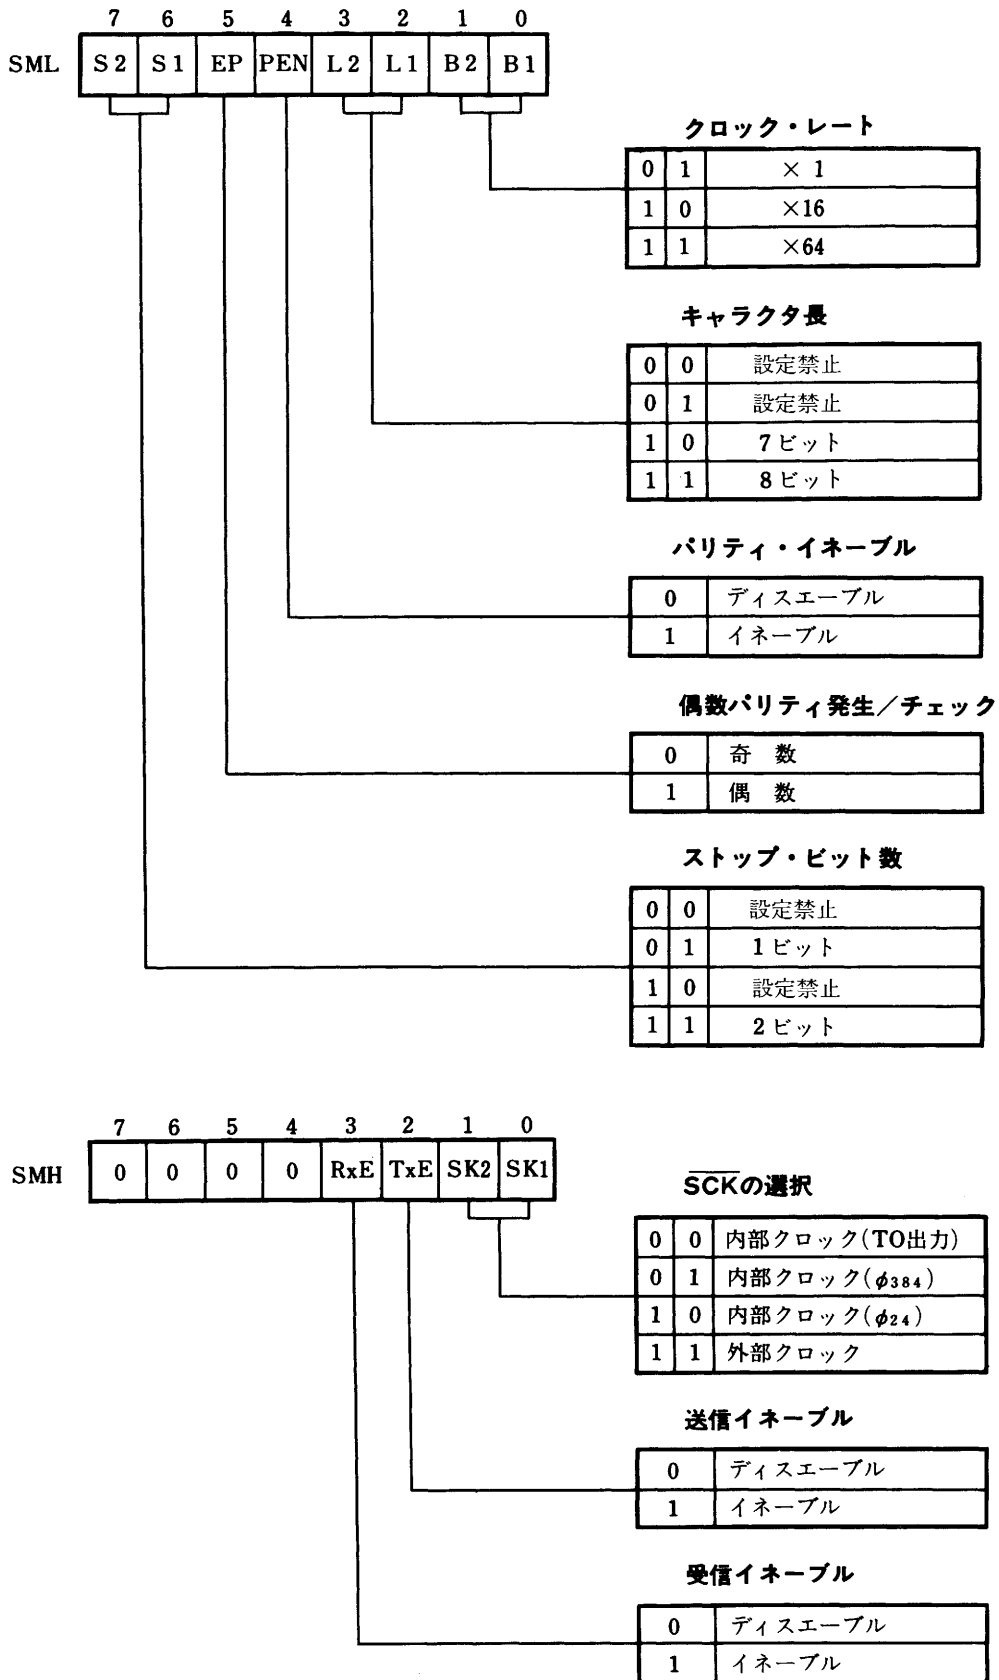 7 6 5 4 3 2 1 0
SML S2 S1 EP PEN L2 L1 B2 B1
クロック・レート
0 1 ×1
1 0 ×16
1 1 ×64
キャラクタ長
0 0 設定禁止
0 1 設定禁止
1 0 7ビット
1 1 8ビット
パリティ・イネーブル
0 ディスエーブル
1 イネーブル
偶数パリティ発生/チェック
0 奇数
1 偶数
ストップ・ビット数
0 0 設定禁止
0 1 1ビット
1 0 設定禁止
1 1 2ビット
7 6 5 4 3 2 1 0
SMH 0 0 0 0 RxE TxE SK2 SK1
SCKの選択
0 0 内部クロック(TO出力)
0 1 内部クロック(φ384)
1 0 内部クロック(φ24)
1 1 外部クロック
送信イネーブル
0 ディスエーブル
1 イネーブル
受信イネーブル
0 ディスエーブル
1 イネーブル